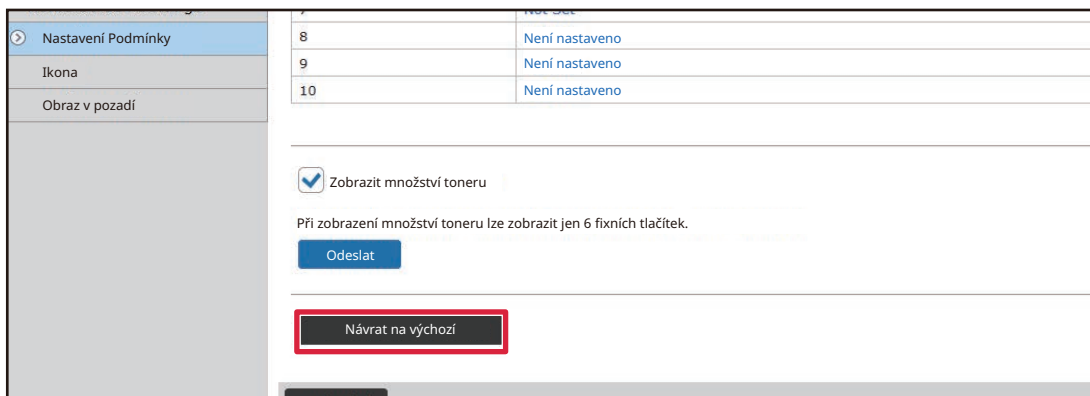 Nastavení Podmínky
Ikona
Obraz v pozadí
8 Není nastaveno
9 Není nastaveno
10 Není nastaveno
Zobrazit množství toneru
Při zobrazení množství toneru lze zobrazit jen 6 fixních tlačítek.
Odeslat
Návrat na výchozí